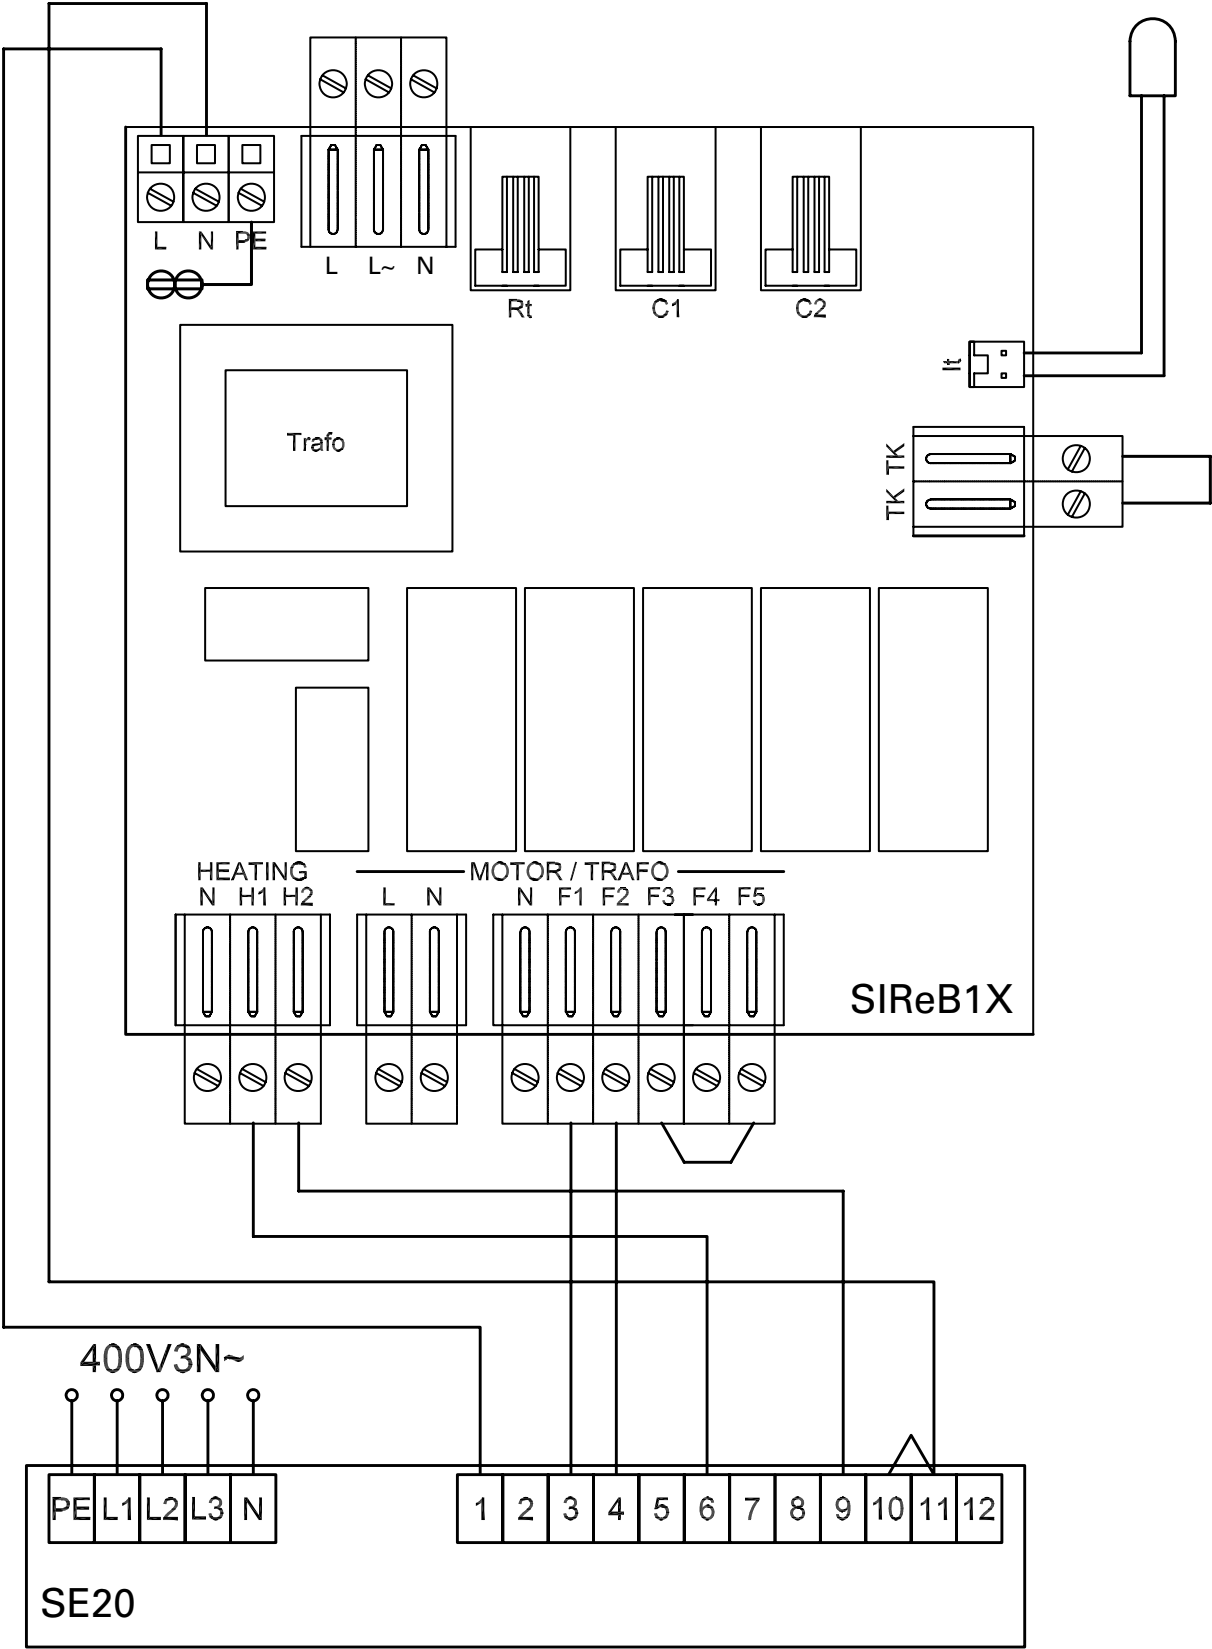 L N PE
L L~ N
Rt C1 C2
It
Trafo
TK
TK
HEATING MOTOR / TRAFO
N H1 H2 L N N F1 F2 F3 F4 F5
SIReB1X
400V3N~
PE L1 L2 L3 N 1 2 3 4 5 6 7 8 9 10 11 12
SE20